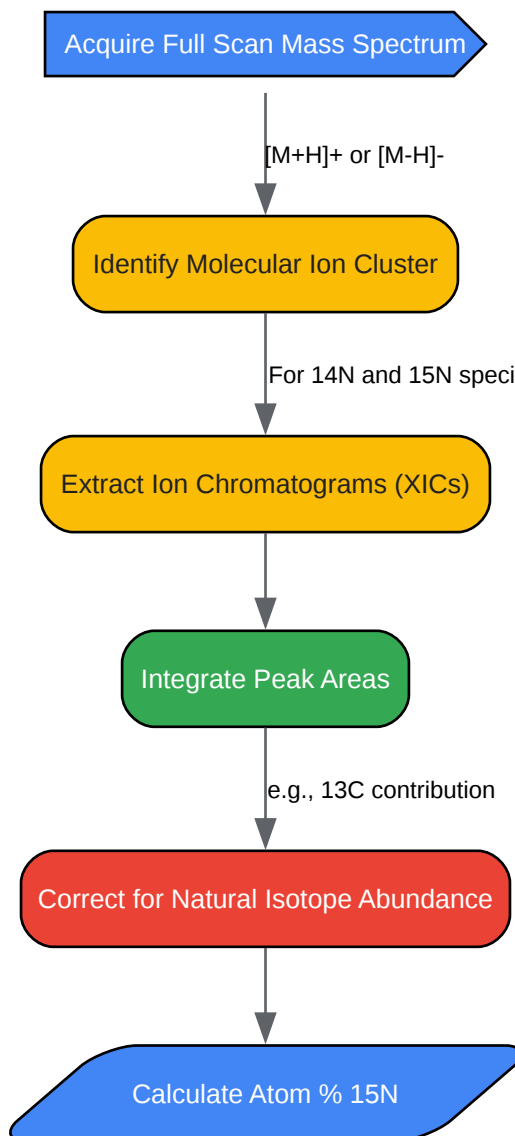 Acquire Full Scan Mass Spectrum
[M+H]+ or [M-H]-
Identify Molecular Ion Cluster
For 14N and 15N speci
Extract Ion Chromatograms (XICs)
Integrate Peak Areas
e.g., 13C contribution
Correct for Natural Isotope Abundance
Calculate Atom % 15N